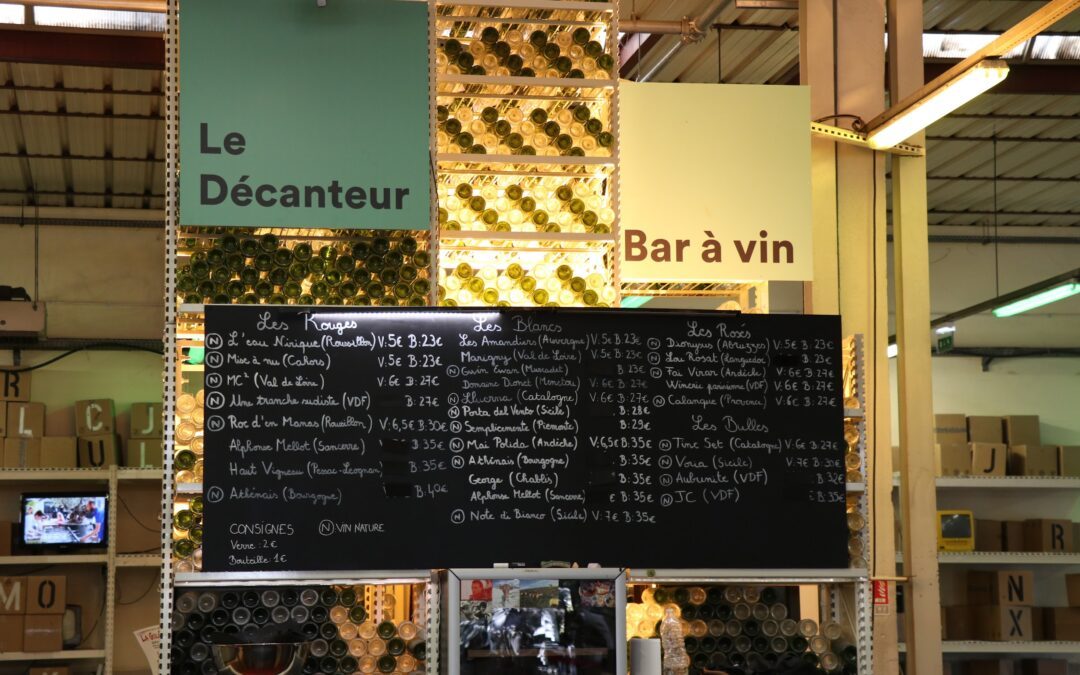 Le
Décanteur
Bar à vin
Les Rouges
Ⓝ L'eau Ninique (Roussillon) V: 5€ B: 23€
Ⓝ Mise à nu (Cahors) V: 5€ B: 23€
Ⓝ MC² (Val de Loire) V: 6€ B: 27€
Ⓝ Une tranche sudiste (VDF) B: 27€
Ⓝ Roc d'en Manas (Roussillon) V: 6,5€ B: 30€
Alphonse Mellot (Sancerre) B: 35€
Haut Vigneau (Pessac-Léognan) B: 35€
Ⓝ Athénaïs (Bourgogne) B: 40€
CONSIGNES Ⓝ VIN NATURE
Verre: 2€
Bouteille: 1€
Les Blancs
Les Amandiers (Auvergne) V: 5€ B: 23€
Marigny (Val de Loire) V: 5€ B: 23€
Ⓝ Gwin Ewan (Muscadet) B 23€
Domaine (Menetou) V: 6€ B: 27€
Ⓝ Llucerna (Catalogne) V: 6€ B: 27€
Ⓝ Porta del Vento (Sicile) B: 28€
Ⓝ Semplicemente (Piemonte) B: 29€
Ⓝ Mai Polida (Ardèche) V: 6,5€ B: 35€
Ⓝ Athénaïs (Bourgogne) B: 35€
George (Chablis) B: 35€
Alphonse Mellot (Sancerre) € B: 35€
Ⓝ Note di Bianco (Sicile) V: 7€ B: 35€
Les Rosés
Ⓝ Dionysus (Abruzzes) V: 5€ B: 23€
Ⓝ Lou Rosat (Languedoc) B: 23€
Ⓝ Fai Virar (Ardèche) V: 6€ B: 27€
Winerie parisienne (VDF) V: 6€ B: 27€
Ⓝ Calanque (Provence) V: 6€ B: 27€
Les Bulles
Ⓝ Tinc Set (Catalogne) V: 6€ B: 27€
Ⓝ Voria (Sicile) V: 7€ B: 30€
Ⓝ Aubrunite (VDF) B 32€
Ⓝ JC (VDF) B: 35€
R
L C J
U L
M O
J
R
N
X